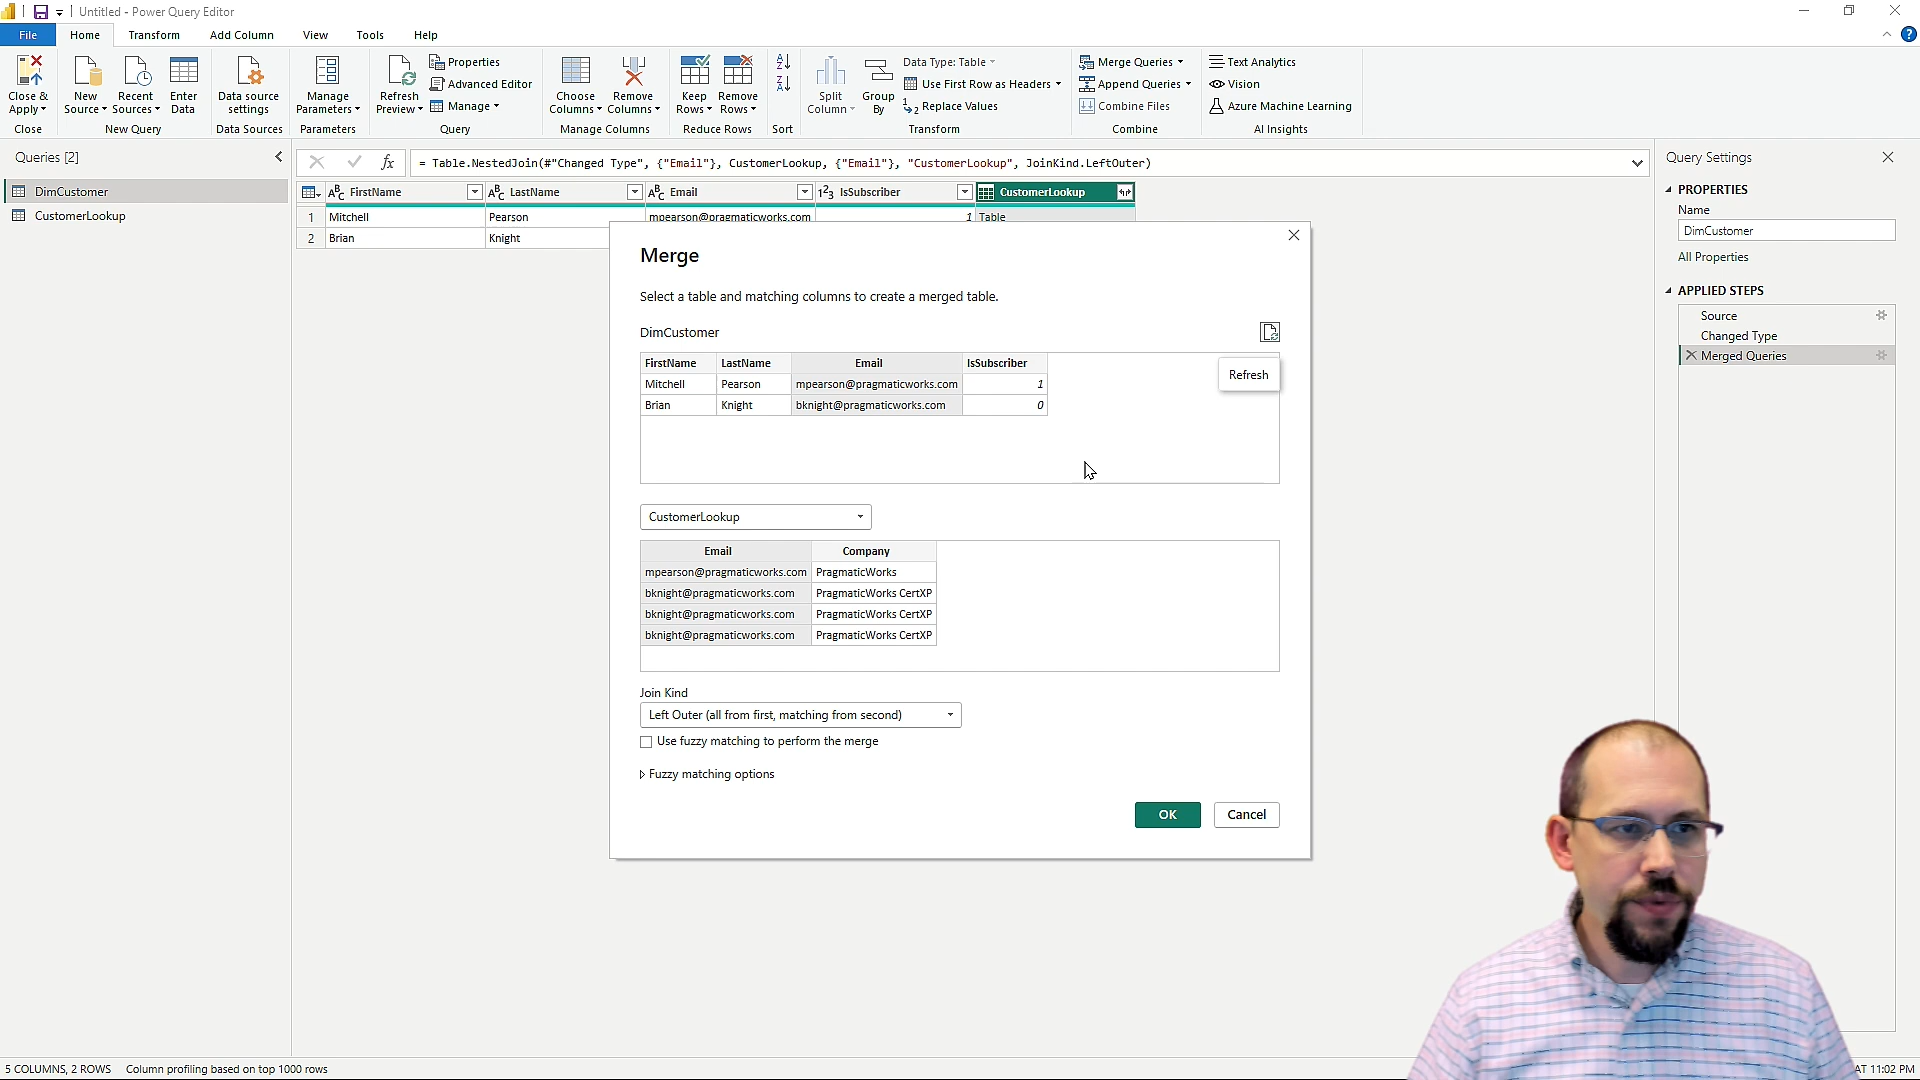 Untitled - Power Query Editor
File Home Transform Add Column View Tools Help
Close & Apply
Close
New Source
Recent Sources
Enter Data
New Query
Data source settings
Data Sources
Manage Parameters
Parameters
Refresh Preview
Properties
Advanced Editor
Manage
Query
Choose Columns
Remove Columns
Manage Columns
Keep Rows
Remove Rows
Reduce Rows
Sort
Split Column
Group By
Data Type: Table
Use First Row as Headers
Replace Values
Transform
Merge Queries
Append Queries
Combine Files
Combine
Text Analytics
Vision
Azure Machine Learning
AI Insights
Queries [2]
DimCustomer
CustomerLookup
fx = Table.NestedJoin(#"Changed Type", {"Email"}, CustomerLookup, {"Email"}, "CustomerLookup", JoinKind.LeftOuter)
FirstName LastName Email IsSubscriber CustomerLookup
1 Mitchell Pearson mpearson@pragmaticworks.com 1 Table
2 Brian Knight
Merge
Select a table and matching columns to create a merged table.
DimCustomer
FirstName LastName Email IsSubscriber
Mitchell Pearson mpearson@pragmaticworks.com 1
Brian Knight bknight@pragmaticworks.com 0
Refresh
CustomerLookup
Email Company
mpearson@pragmaticworks.com PragmaticWorks
bknight@pragmaticworks.com PragmaticWorks CertXP
bknight@pragmaticworks.com PragmaticWorks CertXP
bknight@pragmaticworks.com PragmaticWorks CertXP
Join Kind
Left Outer (all from first, matching from second)
Use fuzzy matching to perform the merge
Fuzzy matching options
OK Cancel
Query Settings
PROPERTIES
Name
DimCustomer
All Properties
APPLIED STEPS
Source
Changed Type
Merged Queries
5 COLUMNS, 2 ROWS Column profiling based on top 1000 rows
AT 11:02 PM